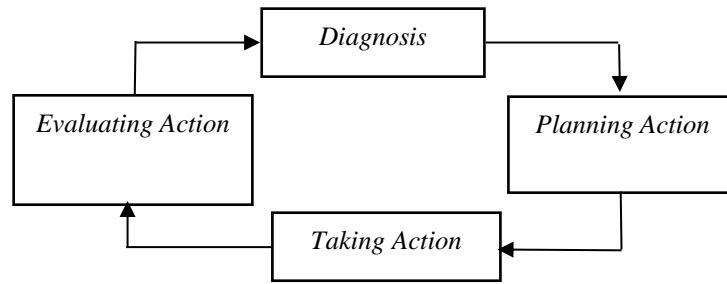 Diagnosis
Evaluating Action
Planning Action
Taking Action